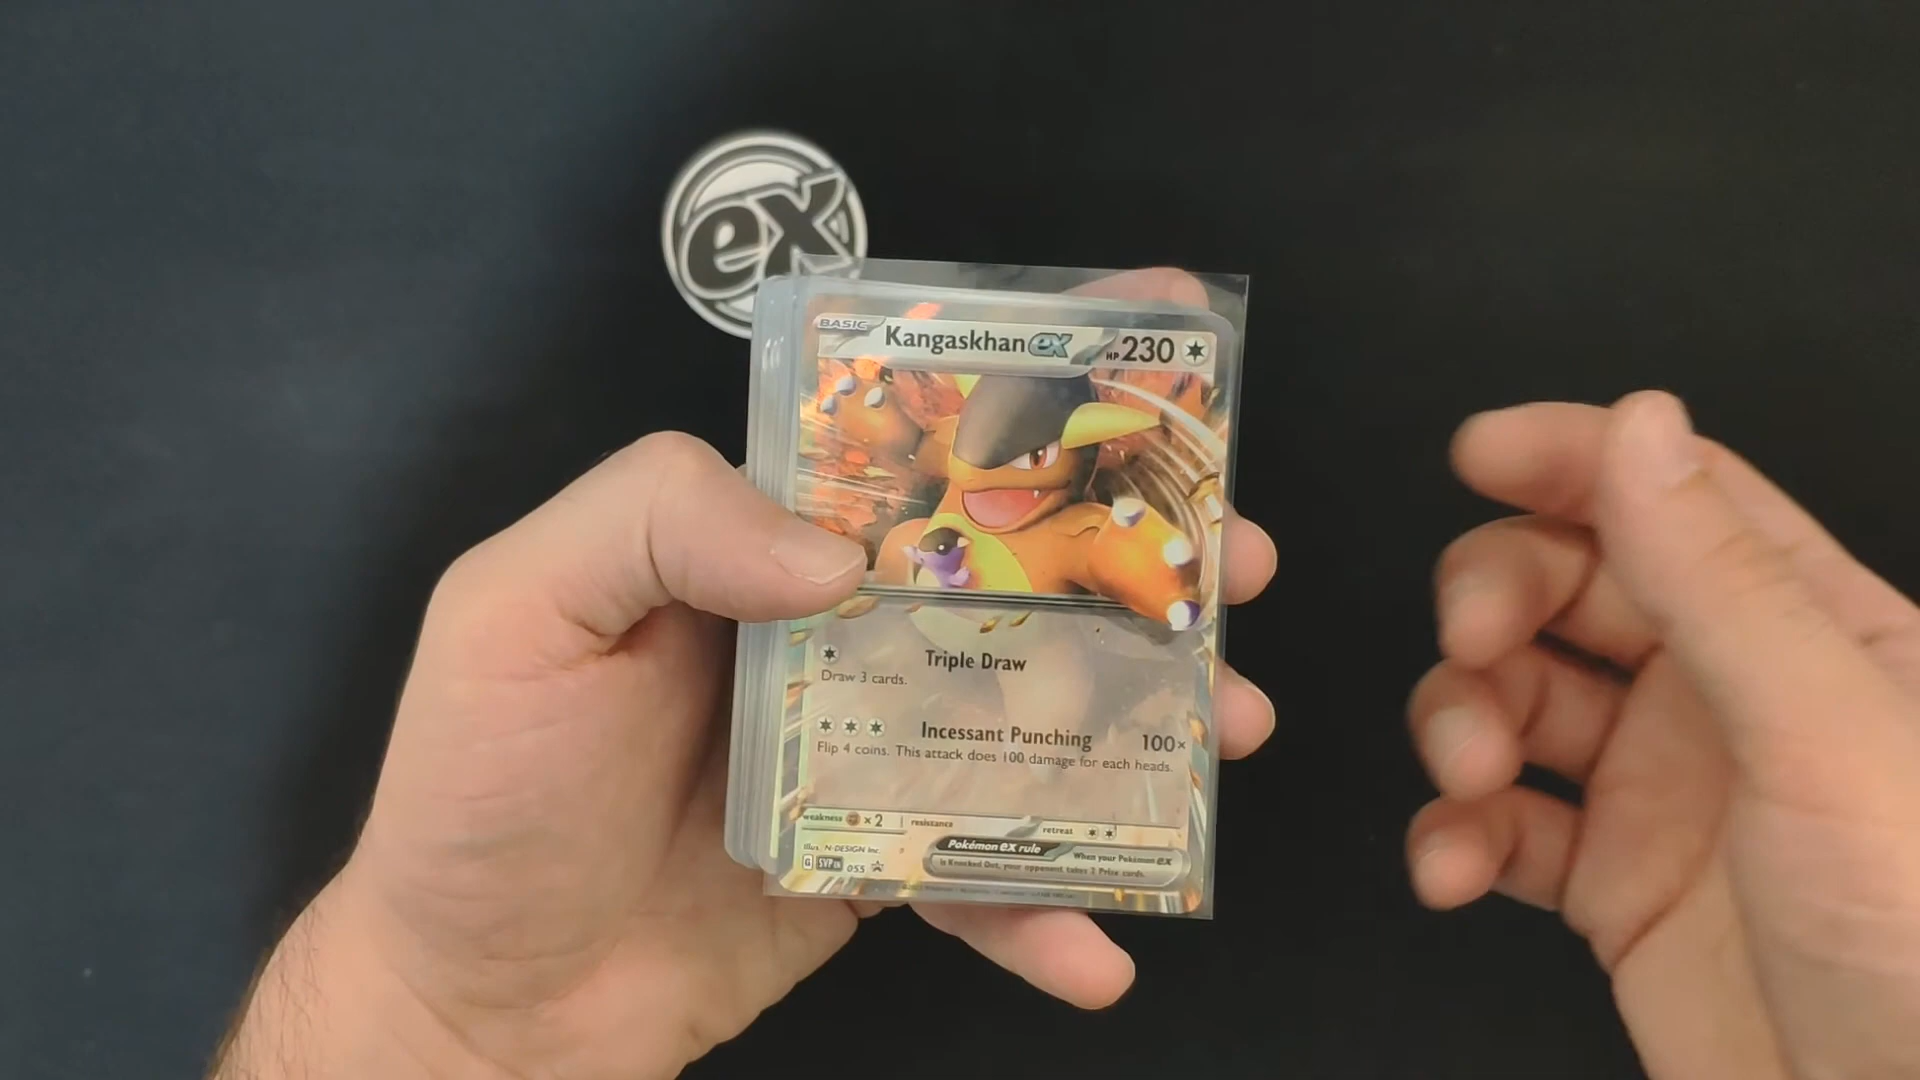 ex
BASIC Kangaskhan ex HP 230
Triple Draw
Draw 3 cards.
Incessant Punching 100×
Flip 4 coins. This attack does 100 damage for each heads.
weakness ×2 resistance retreat
Illus. N-DESIGN Inc.
Pokémon ex rule When your Pokémon ex
is Knocked Out, your opponent takes 2 Prize cards.
G SVP EN 055